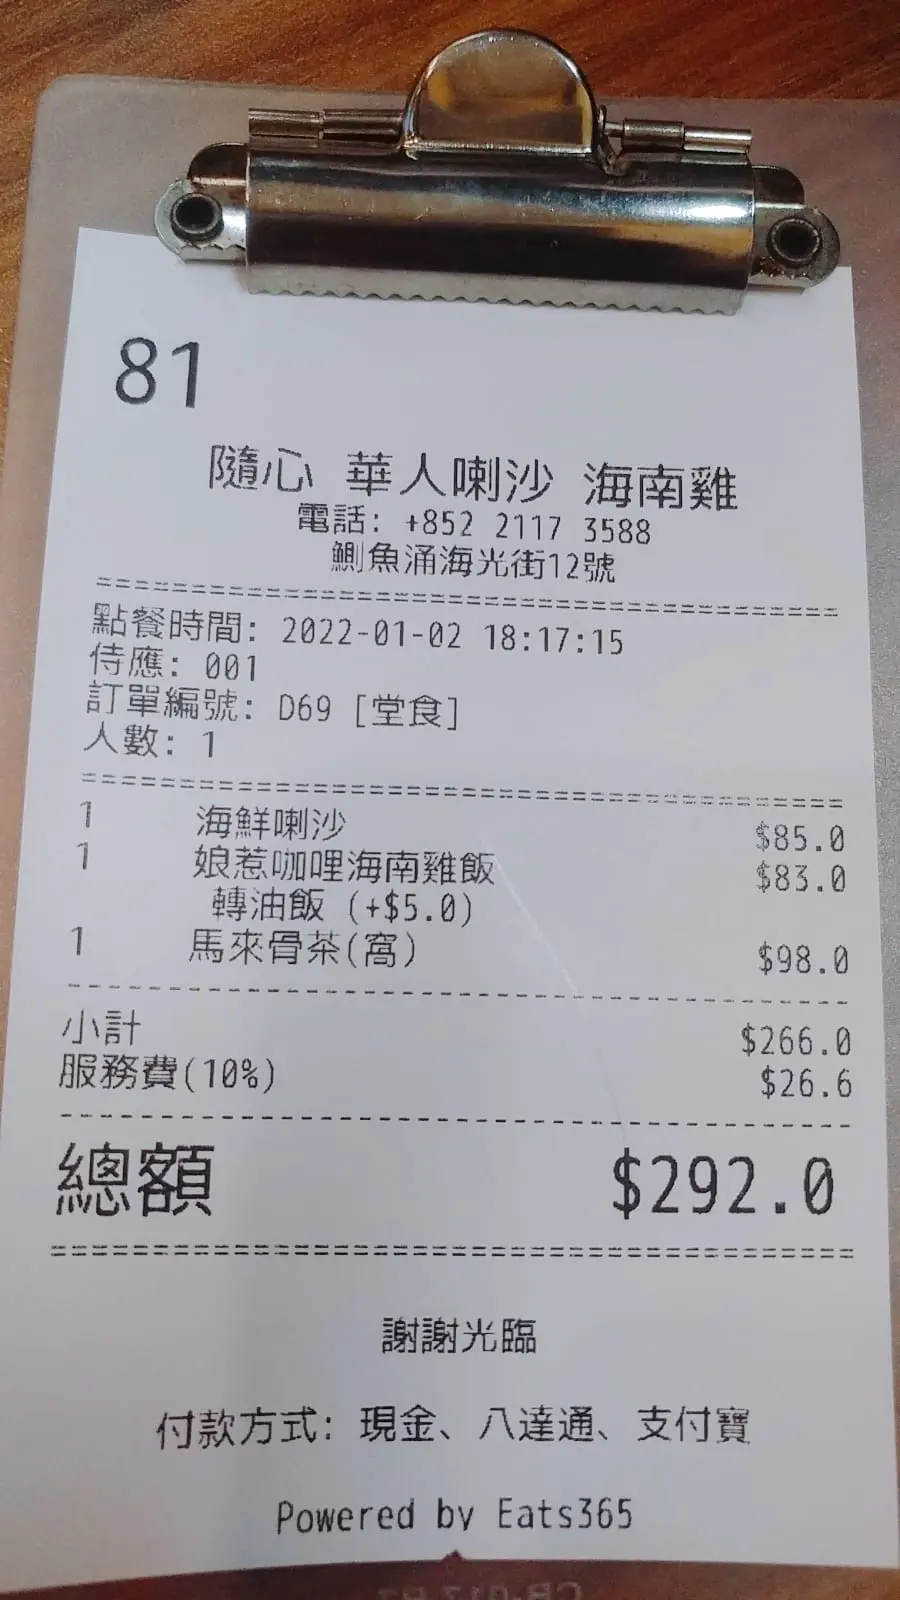 81
隨心 華人喇沙 海南雞
電話: +852 2117 3588
鰂魚涌海光街12號
點餐時間: 2022-01-02 18:17:15
侍應: 001
訂單編號: D69 [堂食]
人數: 1
1 海鮮喇沙 $85.0
1 娘惹咖哩海南雞飯 $83.0
轉油飯 (+$5.0)
1 馬來骨茶(窩) $98.0
小計 $266.0
服務費(10%) $26.6
總額 $292.0
謝謝光臨
付款方式: 現金、八達通、支付寶
Powered by Eats365